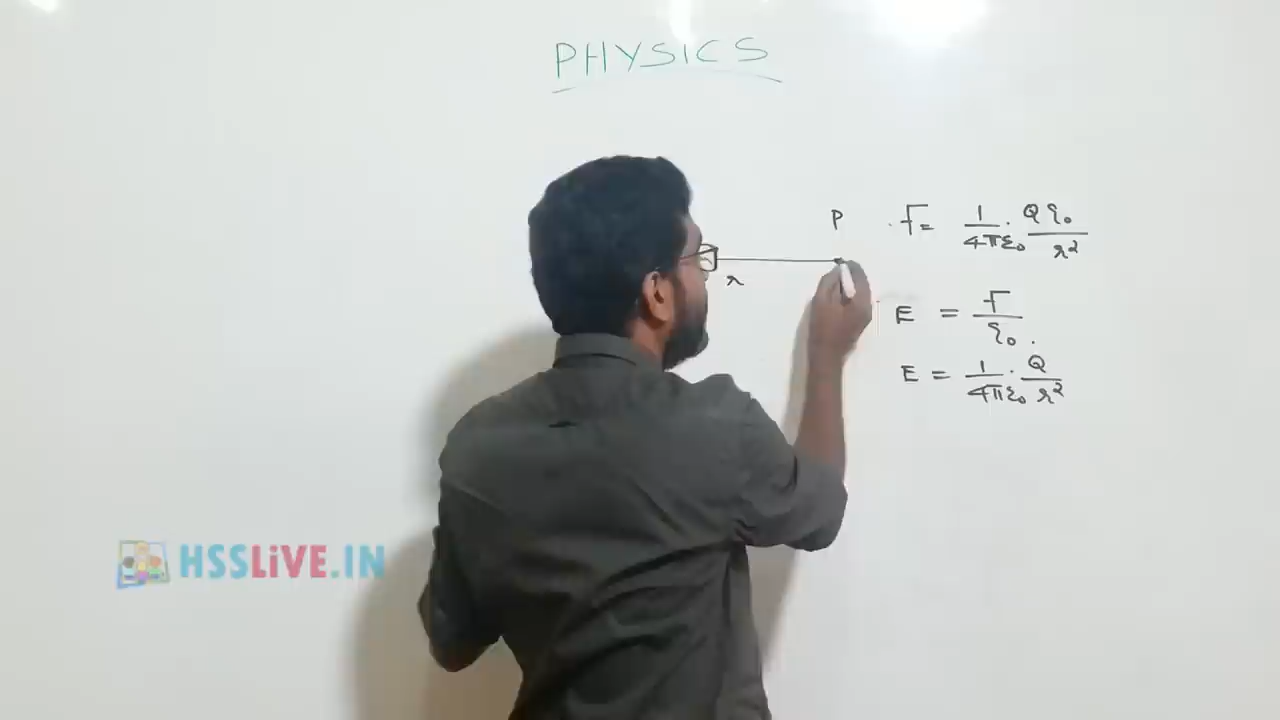 PHYSICS
P
r
F = 1/4πε₀ . Qq₀/r²
E = F/q₀.
E = 1/4πε₀ . Q/r²
HSSLiVE.IN